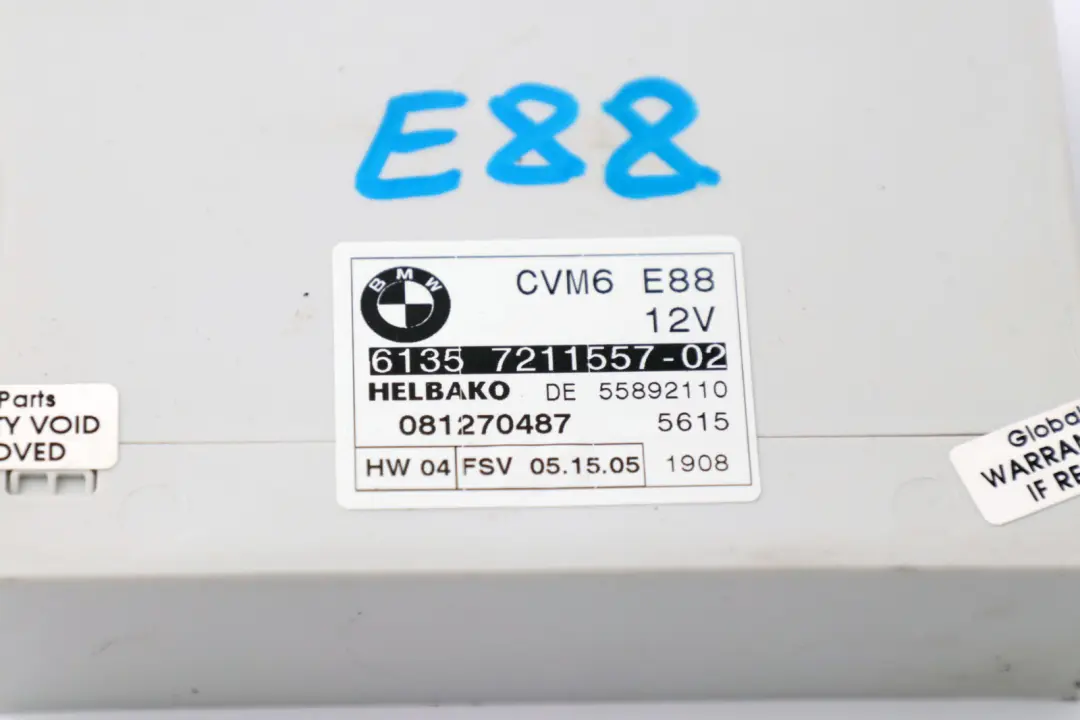 E88
BMW
CVM6 E88
12V
6135 7211557-02
HELBAKO DE 55892110
081270487 5615
HW 04 FSV 05.15.05 1908
Parts
TY VOID
OVED
Global
WARRAN
IF RE